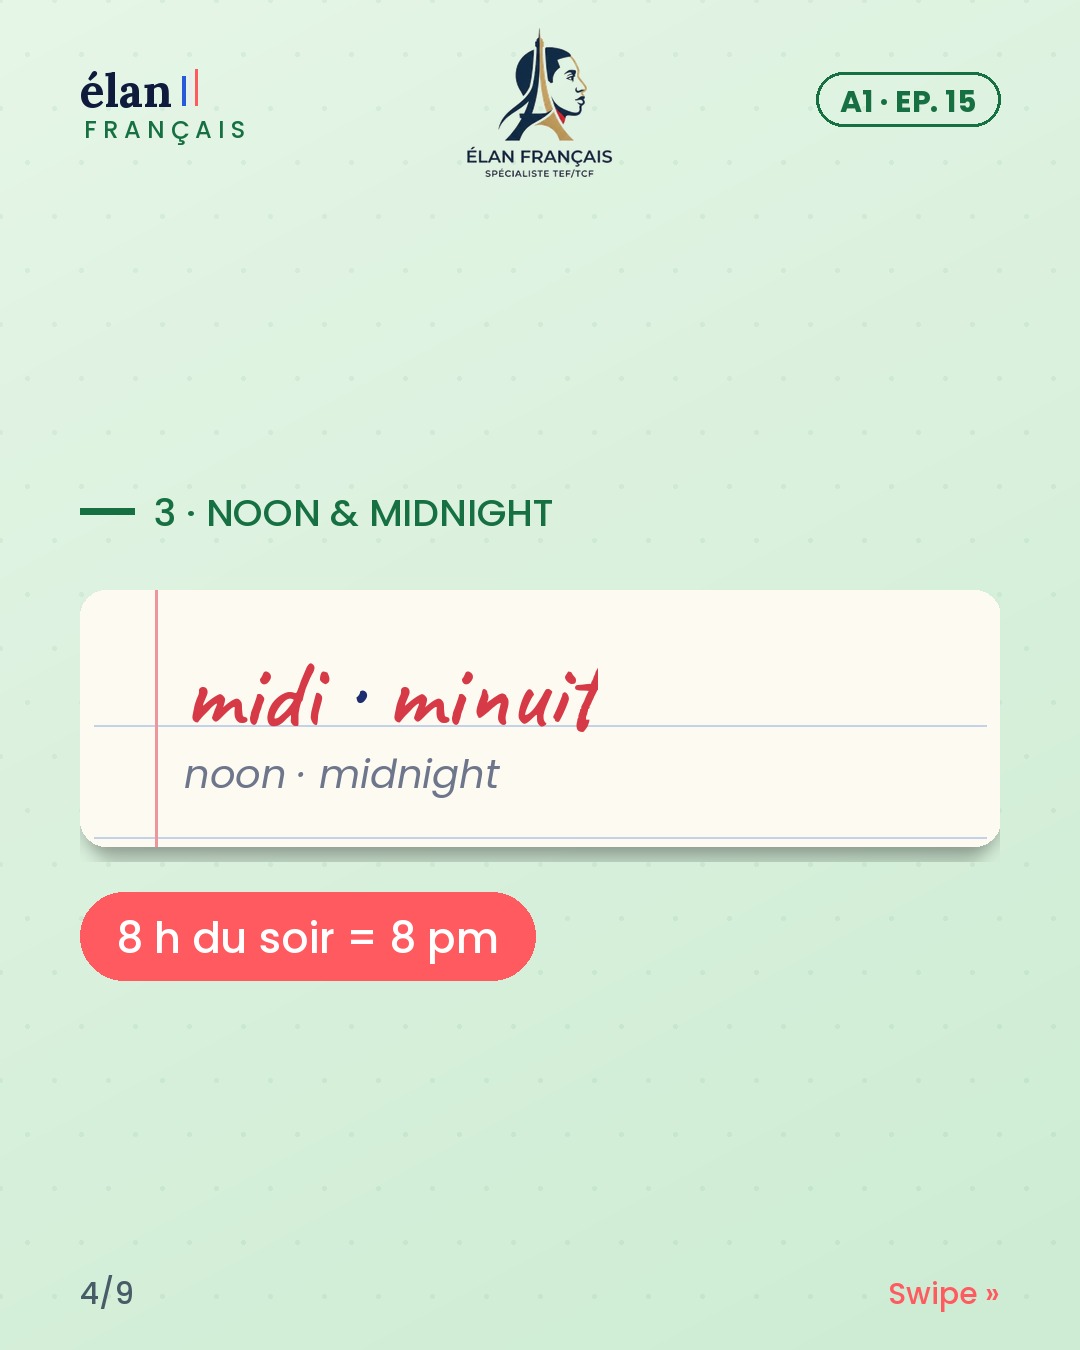 élan
FRANÇAIS
ÉLAN FRANÇAIS
SPÉCIALISTE TEF/TCF
A1 · EP. 15
3 · NOON & MIDNIGHT
midi · minuit
noon · midnight
8 h du soir = 8 pm
4/9
Swipe »